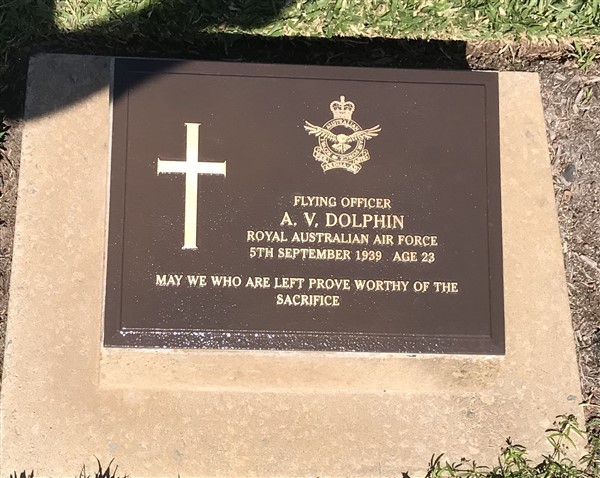 AUSTRALIAN
FLYING OFFICER
A. V. DOLPHIN
ROYAL AUSTRALIAN AIR FORCE
5TH SEPTEMBER 1939 AGE 23
MAY WE WHO ARE LEFT PROVE WORTHY OF THE
SACRIFICE